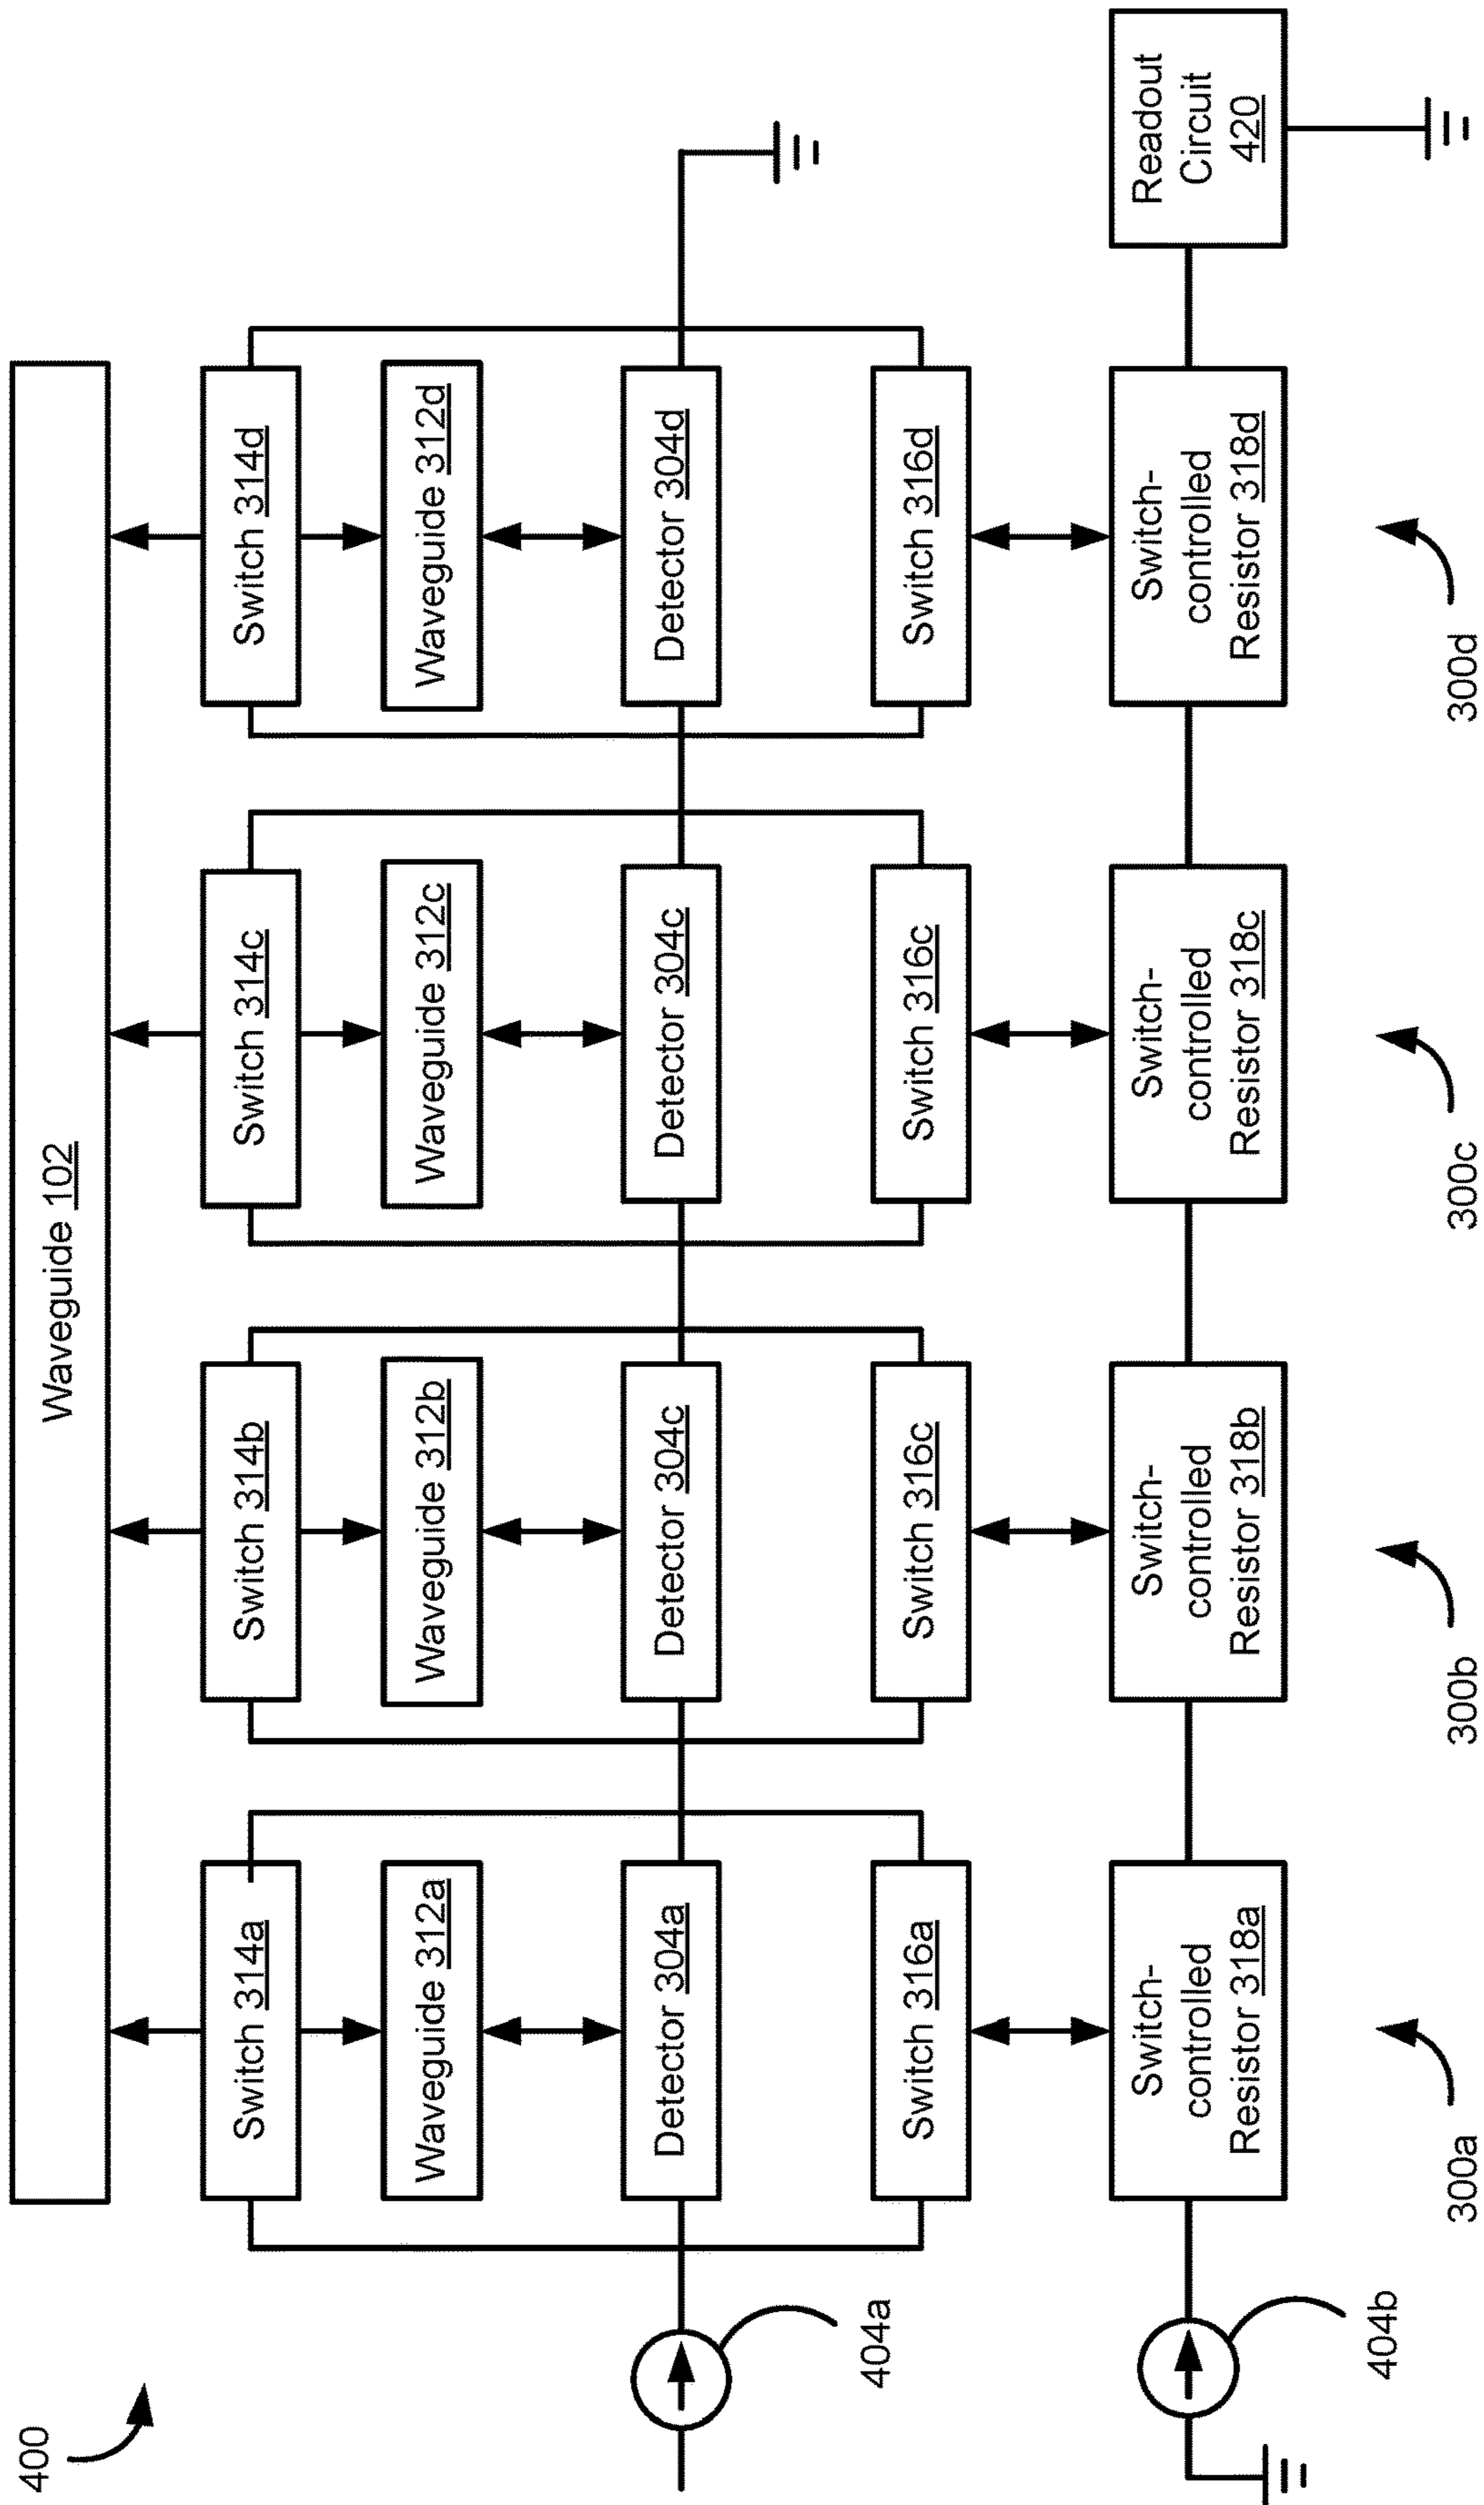 400
Waveguide 102
Switch 314a
Switch 314b
Switch 314c
Switch 314d
Waveguide 312a
Waveguide 312b
Waveguide 312c
Waveguide 312d
Detector 304a
Detector 304c
Detector 304c
Detector 304d
404a
Switch 316a
Switch 316c
Switch 316c
Switch 316d
Switch-
controlled
Resistor 318a
Switch-
controlled
Resistor 318b
Switch-
controlled
Resistor 318c
Switch-
controlled
Resistor 318d
Readout
Circuit
420
404b
300a
300b
300c
300d